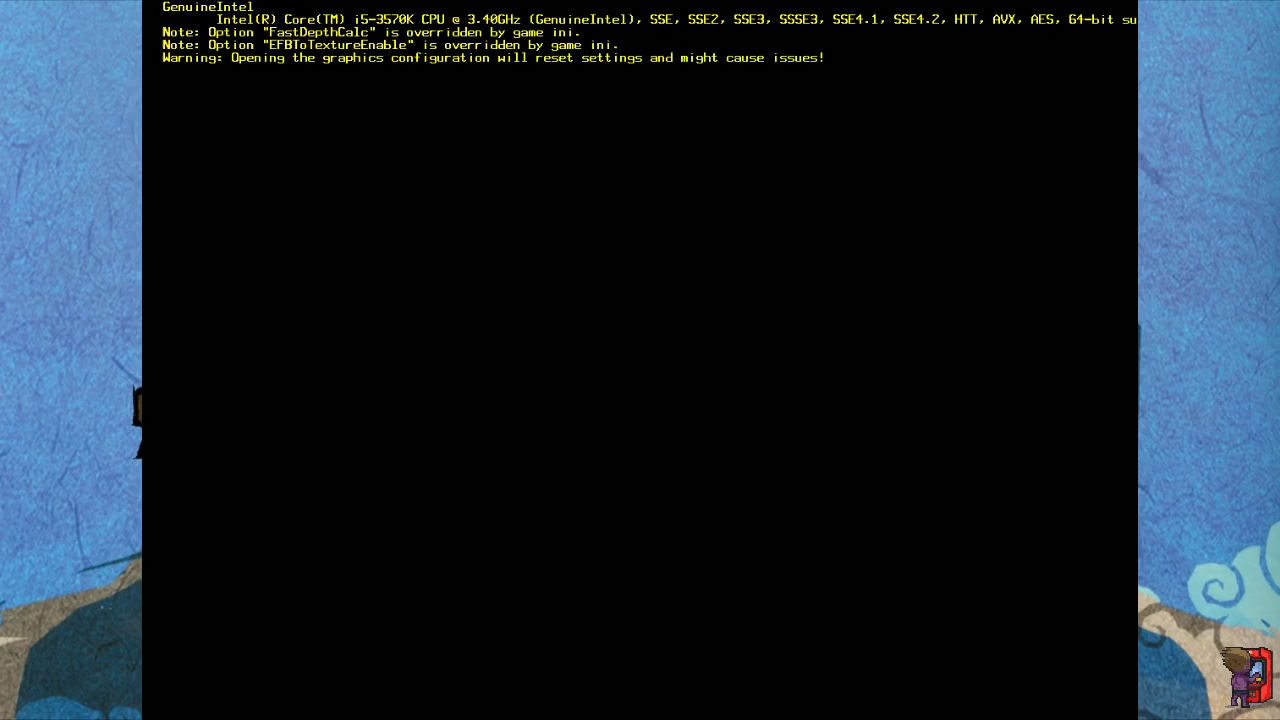 GenuineIntel
Intel(R) Core(TM) i5-3570K CPU @ 3.40GHz (GenuineIntel), SSE, SSE2, SSE3, SSSE3, SSE4.1, SSE4.2, HTT, AVX, AES, 64-bit su
Note: Option "FastDepthCalc" is overridden by game ini.
Note: Option "EFBToTextureEnable" is overridden by game ini.
Warning: Opening the graphics configuration will reset settings and might cause issues!